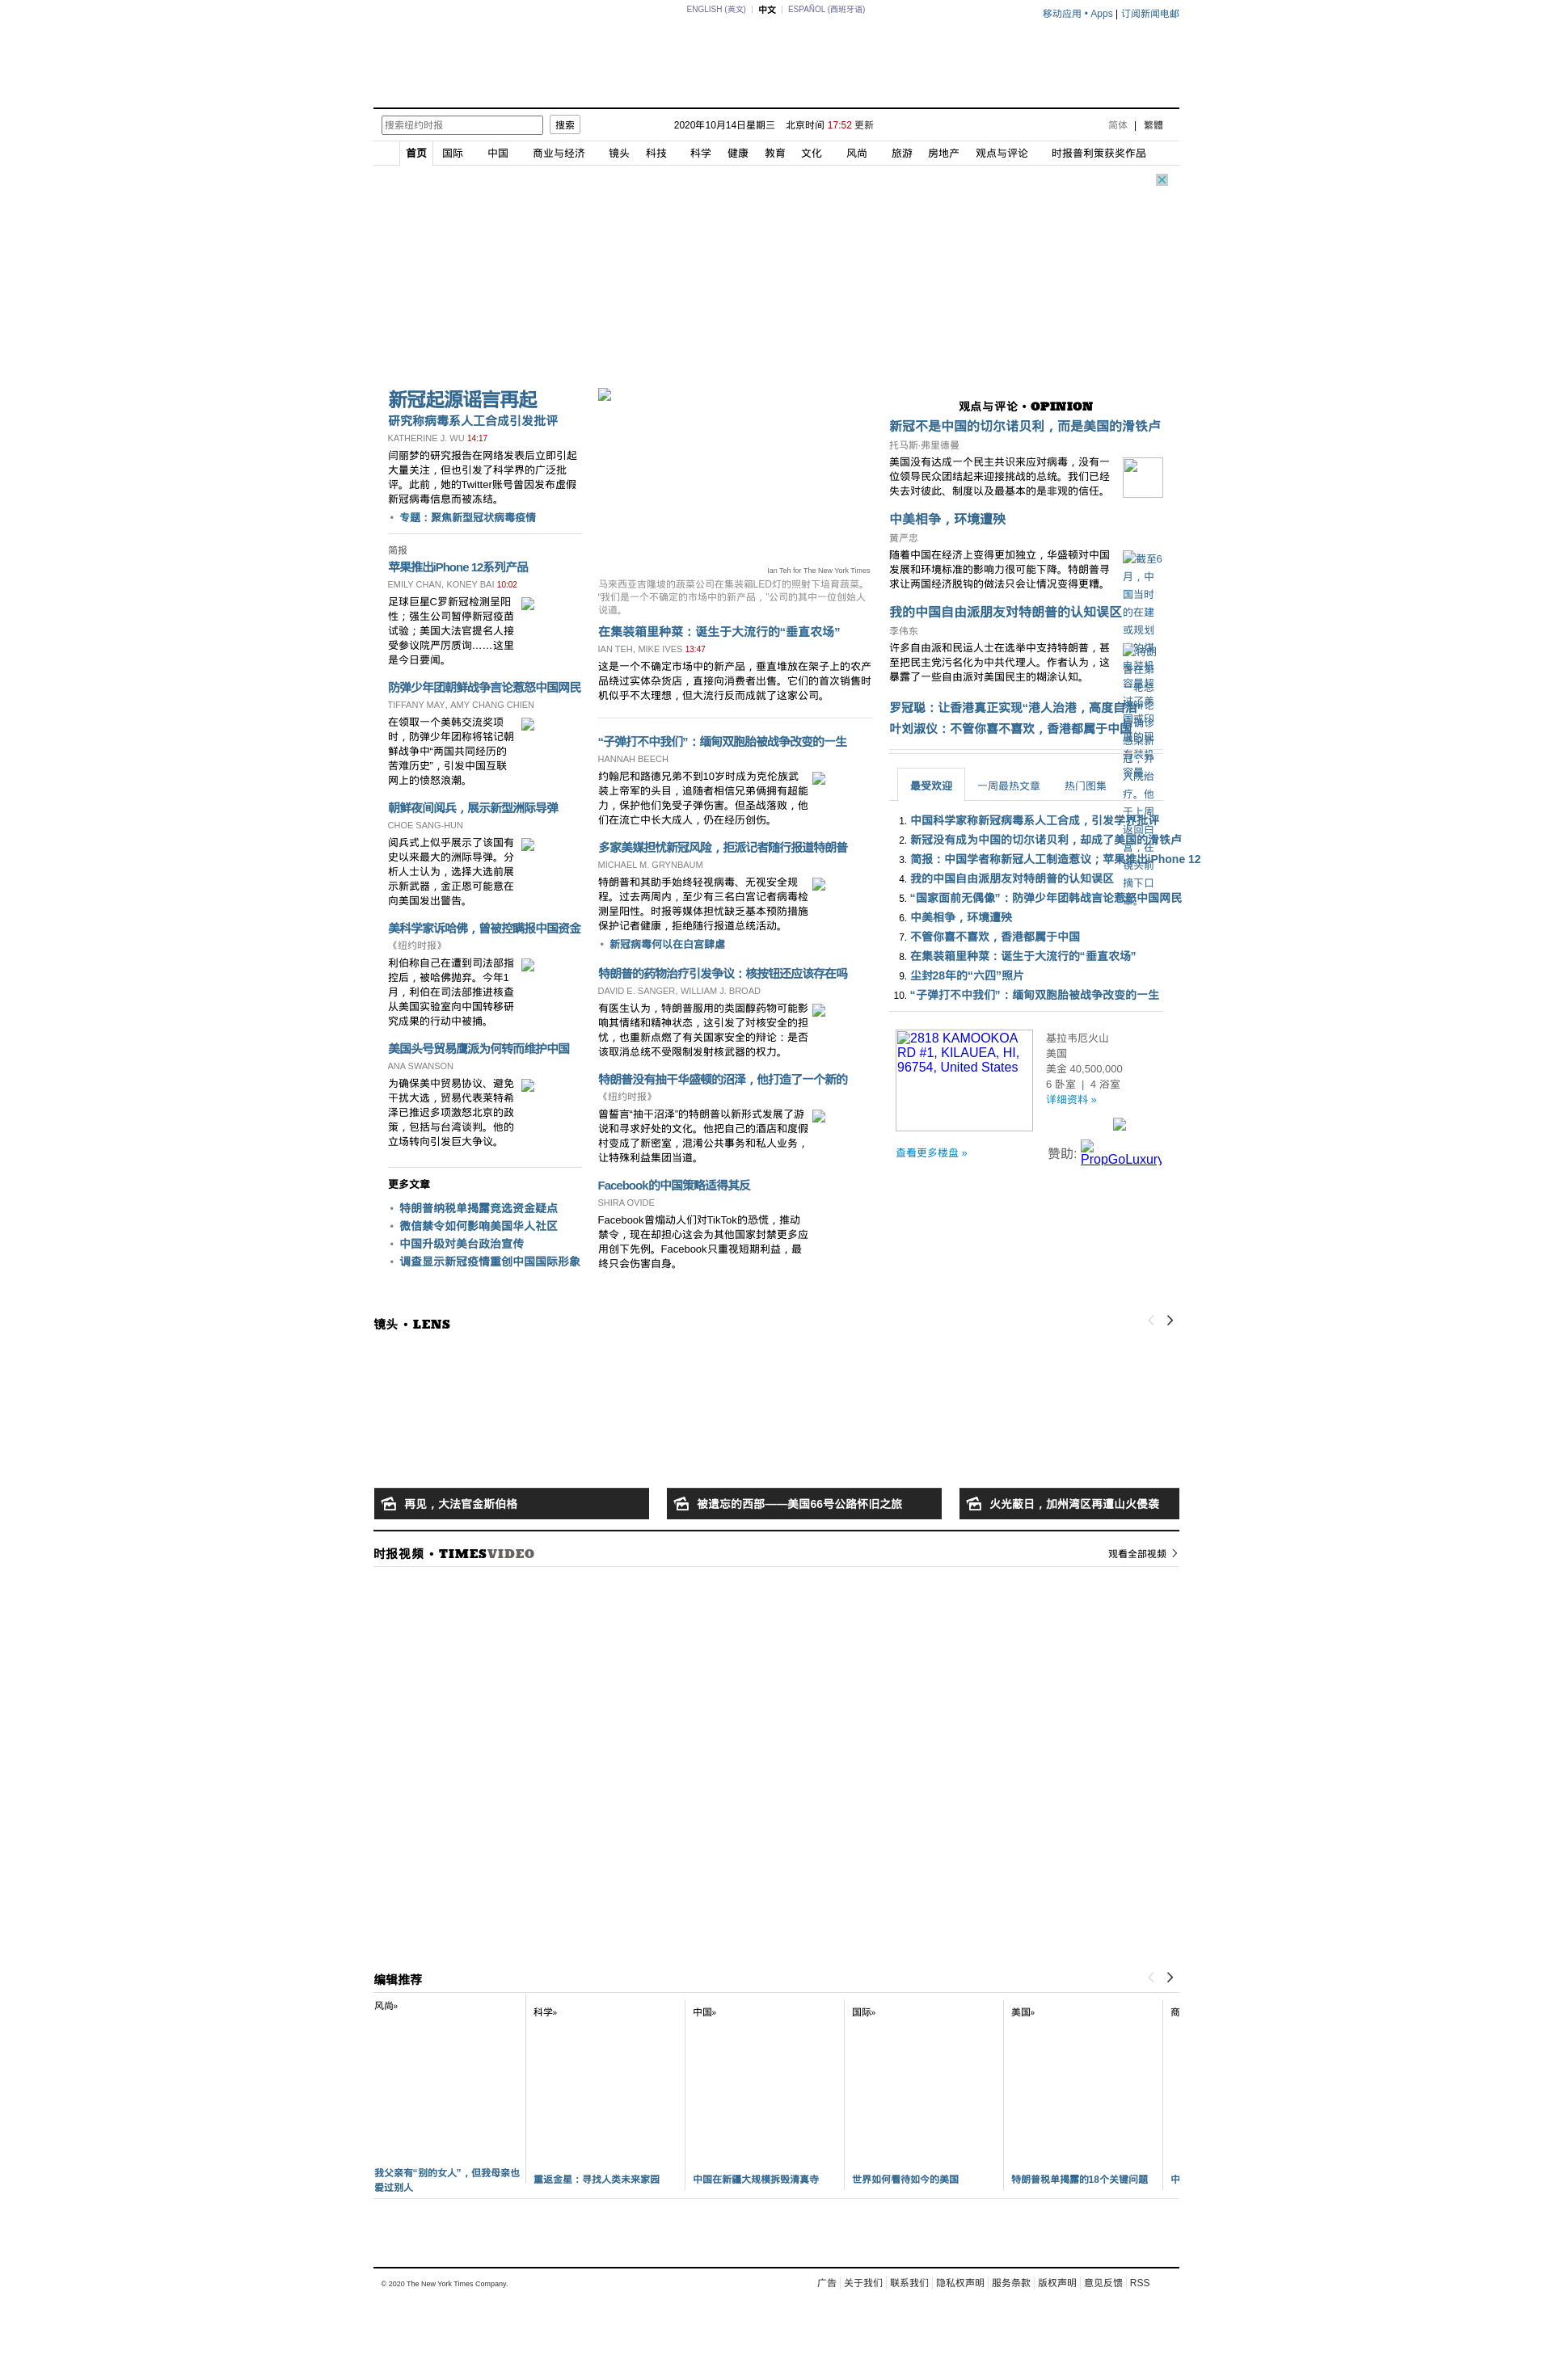 ENGLISH (英文) | 中文 | ESPAÑOL (西班牙语)
移动应用 • Apps | 订阅新闻电邮
搜索纽约时报 搜索 2020年10月14日星期三 北京时间 17:52 更新 简体 | 繁體
首页 国际 中国 商业与经济 镜头 科技 科学 健康 教育 文化 风尚 旅游 房地产 观点与评论 时报普利策获奖作品
新冠起源谣言再起
研究称病毒系人工合成引发批评
KATHERINE J. WU 14:17
闫丽梦的研究报告在网络发表后立即引起
大量关注，但也引发了科学界的广泛批
评。此前，她的Twitter账号曾因发布虚假
新冠病毒信息而被冻结。
• 专题：聚焦新型冠状病毒疫情
简报
苹果推出iPhone 12系列产品
EMILY CHAN, KONEY BAI 10:02
足球巨星C罗新冠检测呈阳
性；强生公司暂停新冠疫苗
试验；美国大法官提名人接
受参议院严厉质询……这里
是今日要闻。
防弹少年团朝鲜战争言论惹怒中国网民
TIFFANY MAY, AMY CHANG CHIEN
在领取一个美韩交流奖项
时，防弹少年团称将铭记朝
鲜战争中“两国共同经历的
苦难历史”，引发中国互联
网上的愤怒浪潮。
朝鲜夜间阅兵，展示新型洲际导弹
CHOE SANG-HUN
阅兵式上似乎展示了该国有
史以来最大的洲际导弹。分
析人士认为，选择大选前展
示新武器，金正恩可能意在
向美国发出警告。
美科学家诉哈佛，曾被控瞒报中国资金
《纽约时报》
利伯称自己在遭到司法部指
控后，被哈佛抛弃。今年1
月，利伯在司法部推进核查
从美国实验室向中国转移研
究成果的行动中被捕。
美国头号贸易鹰派为何转而维护中国
ANA SWANSON
为确保美中贸易协议、避免
干扰大选，贸易代表莱特希
泽已推迟多项激怒北京的政
策，包括与台湾谈判。他的
立场转向引发巨大争议。
更多文章
• 特朗普纳税单揭露竞选资金疑点
• 微信禁令如何影响美国华人社区
• 中国升级对美台政治宣传
• 调查显示新冠疫情重创中国国际形象
Ian Teh for The New York Times
马来西亚吉隆坡的蔬菜公司在集装箱LED灯的照射下培育蔬菜。
“我们是一个不确定的市场中的新产品，”公司的其中一位创始人
说道。
在集装箱里种菜：诞生于大流行的“垂直农场”
IAN TEH, MIKE IVES 13:47
这是一个不确定市场中的新产品，垂直堆放在架子上的农产
品绕过实体杂货店，直接向消费者出售。它们的首次销售时
机似乎不太理想，但大流行反而成就了这家公司。
“子弹打不中我们”：缅甸双胞胎被战争改变的一生
HANNAH BEECH
约翰尼和路德兄弟不到10岁时成为克伦族武
装上帝军的头目，追随者相信兄弟俩拥有超能
力，保护他们免受子弹伤害。但圣战落败，他
们在流亡中长大成人，仍在经历创伤。
多家美媒担忧新冠风险，拒派记者随行报道特朗普
MICHAEL M. GRYNBAUM
特朗普和其助手始终轻视病毒、无视安全规
程。过去两周内，至少有三名白宫记者病毒检
测呈阳性。时报等媒体担忧缺乏基本预防措施
保护记者健康，拒绝随行报道总统活动。
• 新冠病毒何以在白宫肆虐
特朗普的药物治疗引发争议：核按钮还应该存在吗
DAVID E. SANGER, WILLIAM J. BROAD
有医生认为，特朗普服用的类固醇药物可能影
响其情绪和精神状态，这引发了对核安全的担
忧，也重新点燃了有关国家安全的辩论：是否
该取消总统不受限制发射核武器的权力。
特朗普没有抽干华盛顿的沼泽，他打造了一个新的
《纽约时报》
曾誓言“抽干沼泽”的特朗普以新形式发展了游
说和寻求好处的文化。他把自己的酒店和度假
村变成了新密室，混淆公共事务和私人业务，
让特殊利益集团当道。
Facebook的中国策略适得其反
SHIRA OVIDE
Facebook曾煽动人们对TikTok的恐慌，推动
禁令，现在却担心这会为其他国家封禁更多应
用创下先例。Facebook只重视短期利益，最
终只会伤害自身。
观点与评论 • OPINION
新冠不是中国的切尔诺贝利，而是美国的滑铁卢
托马斯·弗里德曼
美国没有达成一个民主共识来应对病毒，没有一
位领导民众团结起来迎接挑战的总统。我们已经
失去对彼此、制度以及最基本的是非观的信任。
中美相争，环境遭殃
黄严忠
随着中国在经济上变得更加独立，华盛顿对中国
发展和环境标准的影响力很可能下降。特朗普寻
求让两国经济脱钩的做法只会让情况变得更糟。
截至6
月，中
国当时
的在建
或规划
我的中国自由派朋友对特朗普的认知误区
李伟东
许多自由派和民运人士在选举中支持特朗普，甚
至把民主党污名化为中共代理人。作者认为，这
暴露了一些自由派对美国民主的糊涂认知。
罗冠聪：让香港真正实现“港人治港，高度自治”
叶刘淑仪：不管你喜不喜欢，香港都属于中国
最受欢迎 一周最热文章 热门图集
1. 中国科学家称新冠病毒系人工合成，引发学界批评
2. 新冠没有成为中国的切尔诺贝利，却成了美国的滑铁卢
3. 简报：中国学者称新冠人工制造惹议；苹果推出iPhone 12
4. 我的中国自由派朋友对特朗普的认知误区
5. “国家面前无偶像”：防弹少年团韩战言论惹怒中国网民
6. 中美相争，环境遭殃
7. 不管你喜不喜欢，香港都属于中国
8. 在集装箱里种菜：诞生于大流行的“垂直农场”
9. 尘封28年的“六四”照片
10. “子弹打不中我们”：缅甸双胞胎被战争改变的一生
2818 KAMOOKOA
RD #1, KILAUEA, HI,
96754, United States
基拉韦厄火山
美国
美金 40,500,000
6 卧室 | 4 浴室
详细资料 »
查看更多楼盘 »
赞助: PropGoLuxury
镜头 • LENS
再见，大法官金斯伯格
被遗忘的西部——美国66号公路怀旧之旅
火光蔽日，加州湾区再遭山火侵袭
时报视频 • TIMESVIDEO
观看全部视频
编辑推荐
风尚»
我父亲有“别的女人”，但我母亲也
爱过别人
科学»
重返金星：寻找人类未来家园
中国»
中国在新疆大规模拆毁清真寺
国际»
世界如何看待如今的美国
美国»
特朗普税单揭露的18个关键问题
商
中
© 2020 The New York Times Company.
广告 | 关于我们 | 联系我们 | 隐私权声明 | 服务条款 | 版权声明 | 意见反馈 | RSS